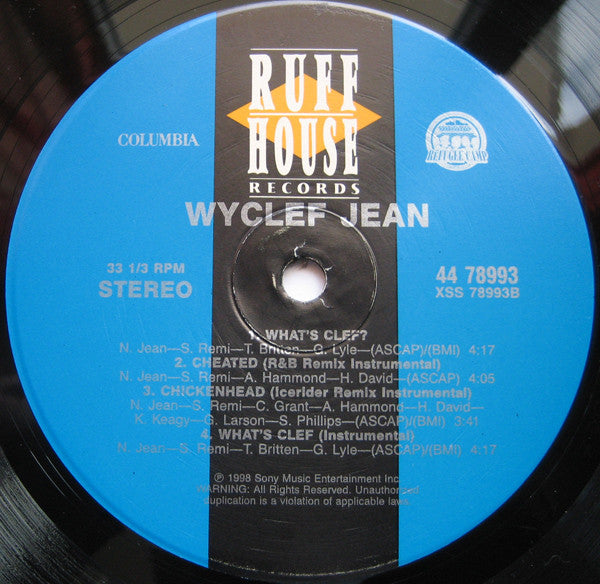 RUFF
HOUSE
RECORDS
COLUMBIA
REFUGEE CAMP
WYCLEF JEAN
33 1/3 RPM
STEREO
44 78993
XSS 78993B
1. WHAT'S CLEF?
N. Jean—S. Remi—T. Britten—G. Lyle—(ASCAP)/(BMI) 4:17
2. CHEATED (R&B Remix Instrumental)
N. Jean—S. Remi—A. Hammond—H. David—(ASCAP) 4:05
3. CHICKENHEAD (Icerider Remix Instrumental)
N. Jean—S. Remi—C. Grant—A. Hammond—H. David—
K. Keagy—G. Larson—S. Phillips—(ASCAP)/(BMI) 3:41
4. WHAT'S CLEF (Instrumental)
N. Jean—S. Remi—T. Britten—G. Lyle—(ASCAP)/(BMI) 4:17
℗ 1998 Sony Music Entertainment Inc.
WARNING: All Rights Reserved. Unauthorized
duplication is a violation of applicable laws.